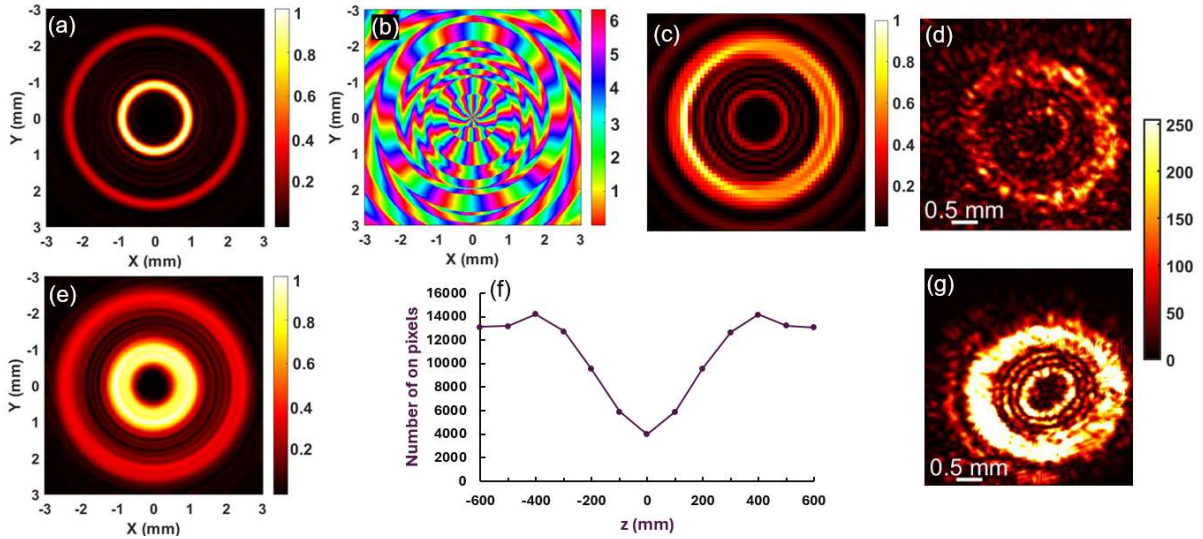 (a)
-3
-2
-1
0
1
2
3
Y (mm)
-3 -2 -1 0 1 2 3
X (mm)
1
0.8
0.6
0.4
0.2
(b)
-3
-2
-1
0
1
2
3
Y (mm)
-3 -2 -1 0 1 2 3
X (mm)
6
5
4
3
2
1
(c)
1
0.8
0.6
0.4
0.2
(d)
0.5 mm
250
200
150
100
50
0
(e)
-3
-2
-1
0
1
2
3
Y (mm)
-3 -2 -1 0 1 2 3
X (mm)
1
0.8
0.6
0.4
0.2
(f)
Number of on pixels
16000
14000
12000
10000
8000
6000
4000
2000
0
-600 -400 -200 0 200 400 600
z (mm)
(g)
0.5 mm